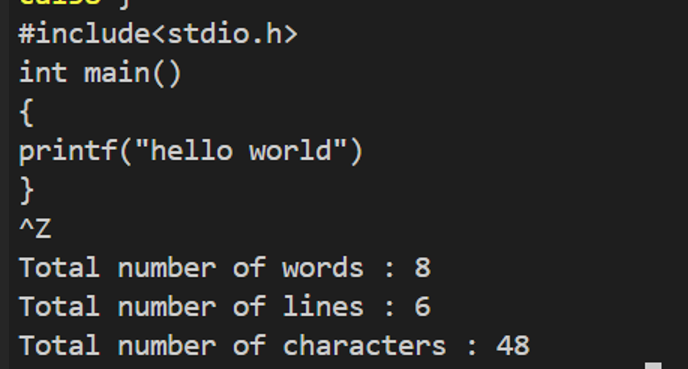 #include<stdio.h>
int main()
{
printf("hello world")
}
^Z
Total number of words : 8
Total number of lines : 6
Total number of characters : 48